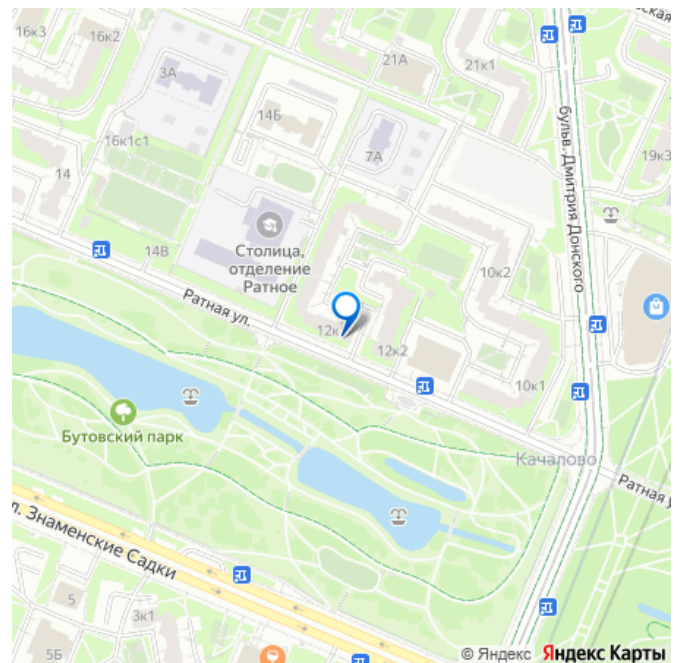 16к3
16к2
ская
21А
21к1
3А
14Б
бульв. Дмитрия Донского
16к1с1
7А
19к3
14
14В
Столица,
отделение
Ратное
10к2
Ратная ул.
12к
12к2
10к1
Бутовский парк
Качалово
Ратная у
л. Знаменские Садки
5
3к1
5Б
© Яндекс Яндекс Карты